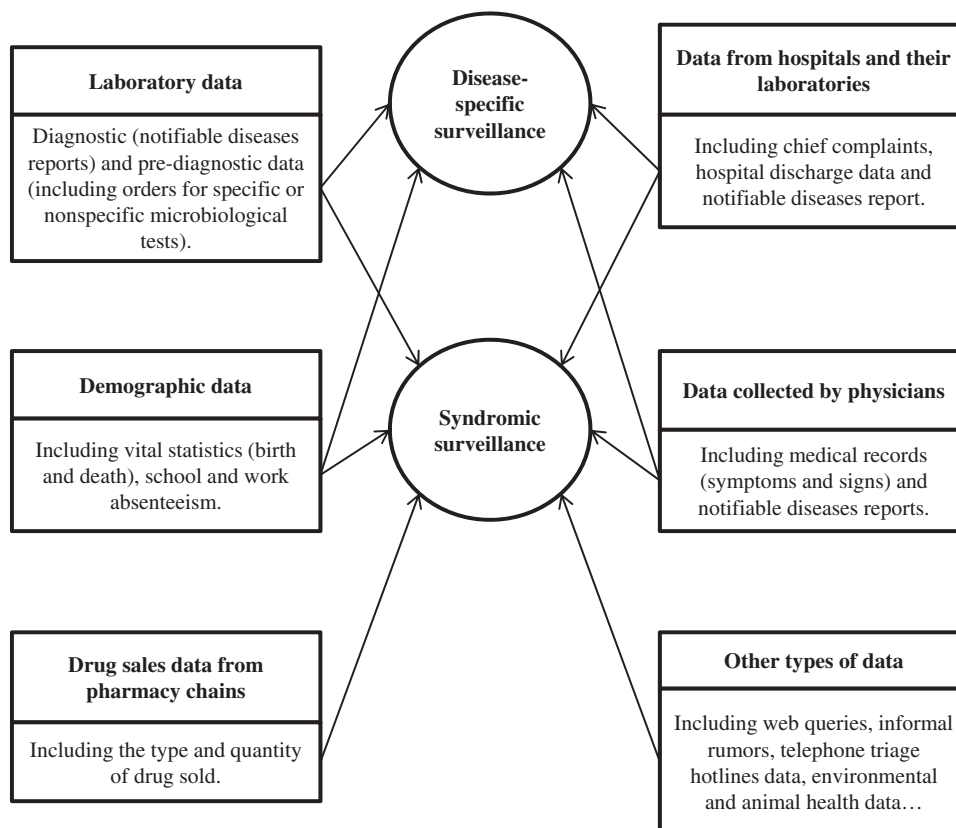 Laboratory data
Diagnostic (notifiable diseases
reports) and pre-diagnostic data
(including orders for specific or
nonspecific microbiological
tests).
Disease-
specific
surveillance
Data from hospitals and their
laboratories
Including chief complaints,
hospital discharge data and
notifiable diseases report.
Demographic data
Including vital statistics (birth
and death), school and work
absenteeism.
Syndromic
surveillance
Data collected by physicians
Including medical records
(symptoms and signs) and
notifiable diseases reports.
Drug sales data from
pharmacy chains
Including the type and quantity
of drug sold.
Other types of data
Including web queries, informal
rumors, telephone triage
hotlines data, environmental
and animal health data…